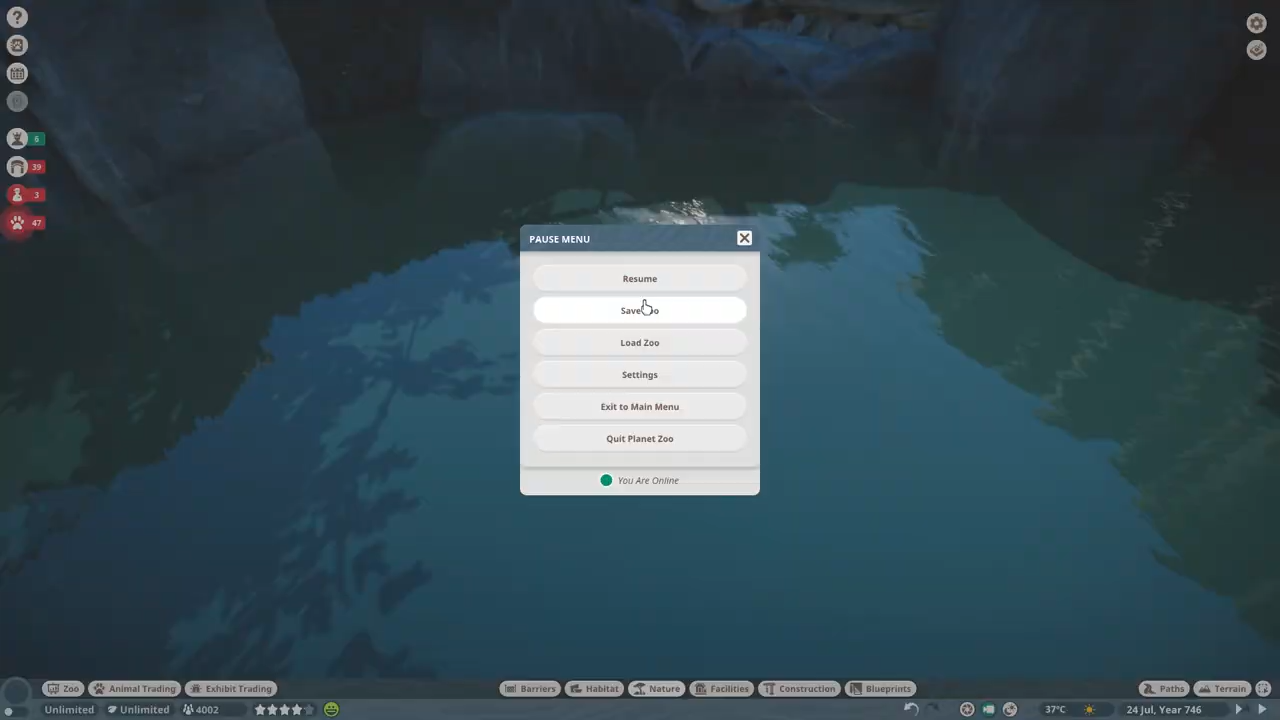 ?
6
39
3
47
PAUSE MENU
Resume
Save Zoo
Load Zoo
Settings
Exit to Main Menu
Quit Planet Zoo
You Are Online
Zoo Animal Trading Exhibit Trading Barriers Habitat Nature Facilities Construction Blueprints Paths Terrain
Unlimited Unlimited 4002 37°C 24 Jul, Year 746